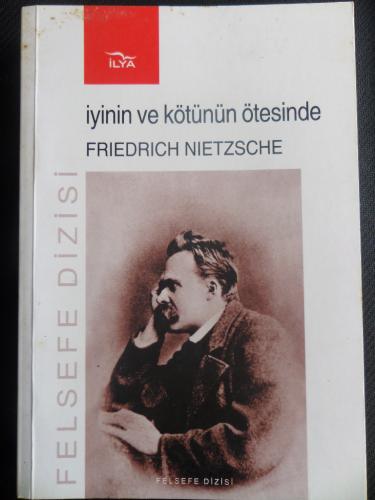 İLYA
iyinin ve kötünün ötesinde
FRIEDRICH NIETZSCHE
FELSEFE DİZİSİ
FELSEFE DİZİSİ